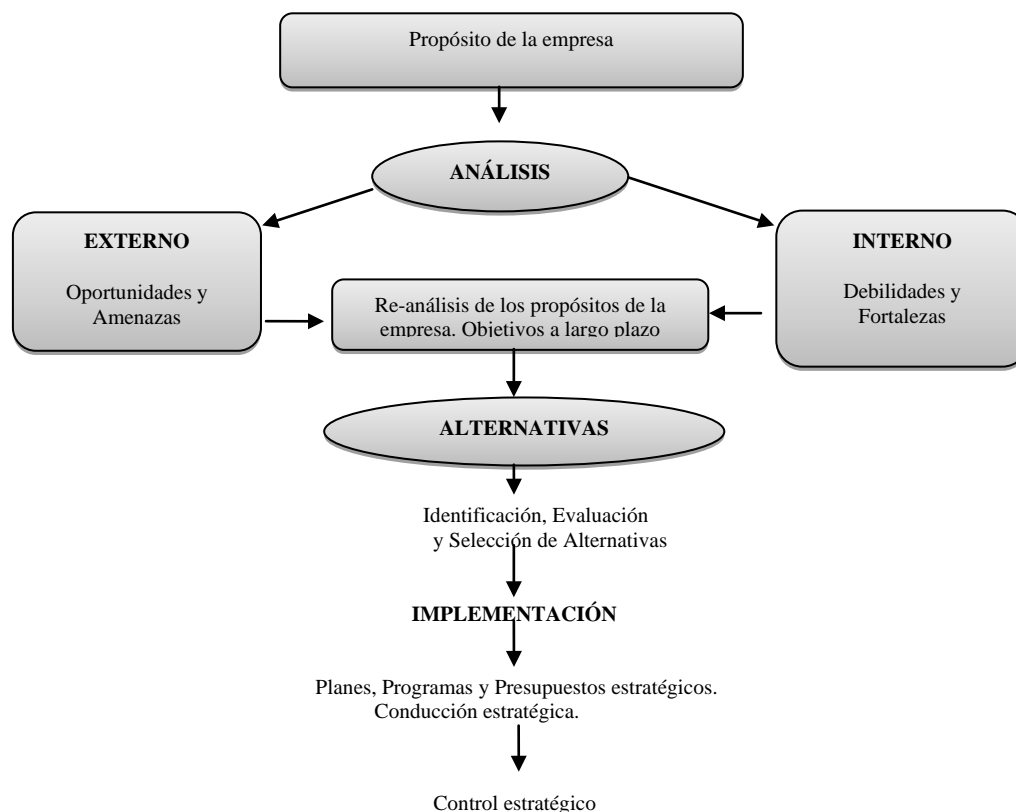 Propósito de la empresa
ANÁLISIS
EXTERNO
Oportunidades y
Amenazas
INTERNO
Debilidades y
Fortalezas
Re-análisis de los propósitos de la
empresa. Objetivos a largo plazo
ALTERNATIVAS
Identificación, Evaluación
y Selección de Alternativas
IMPLEMENTACIÓN
Planes, Programas y Presupuestos estratégicos.
Conducción estratégica.
Control estratégico